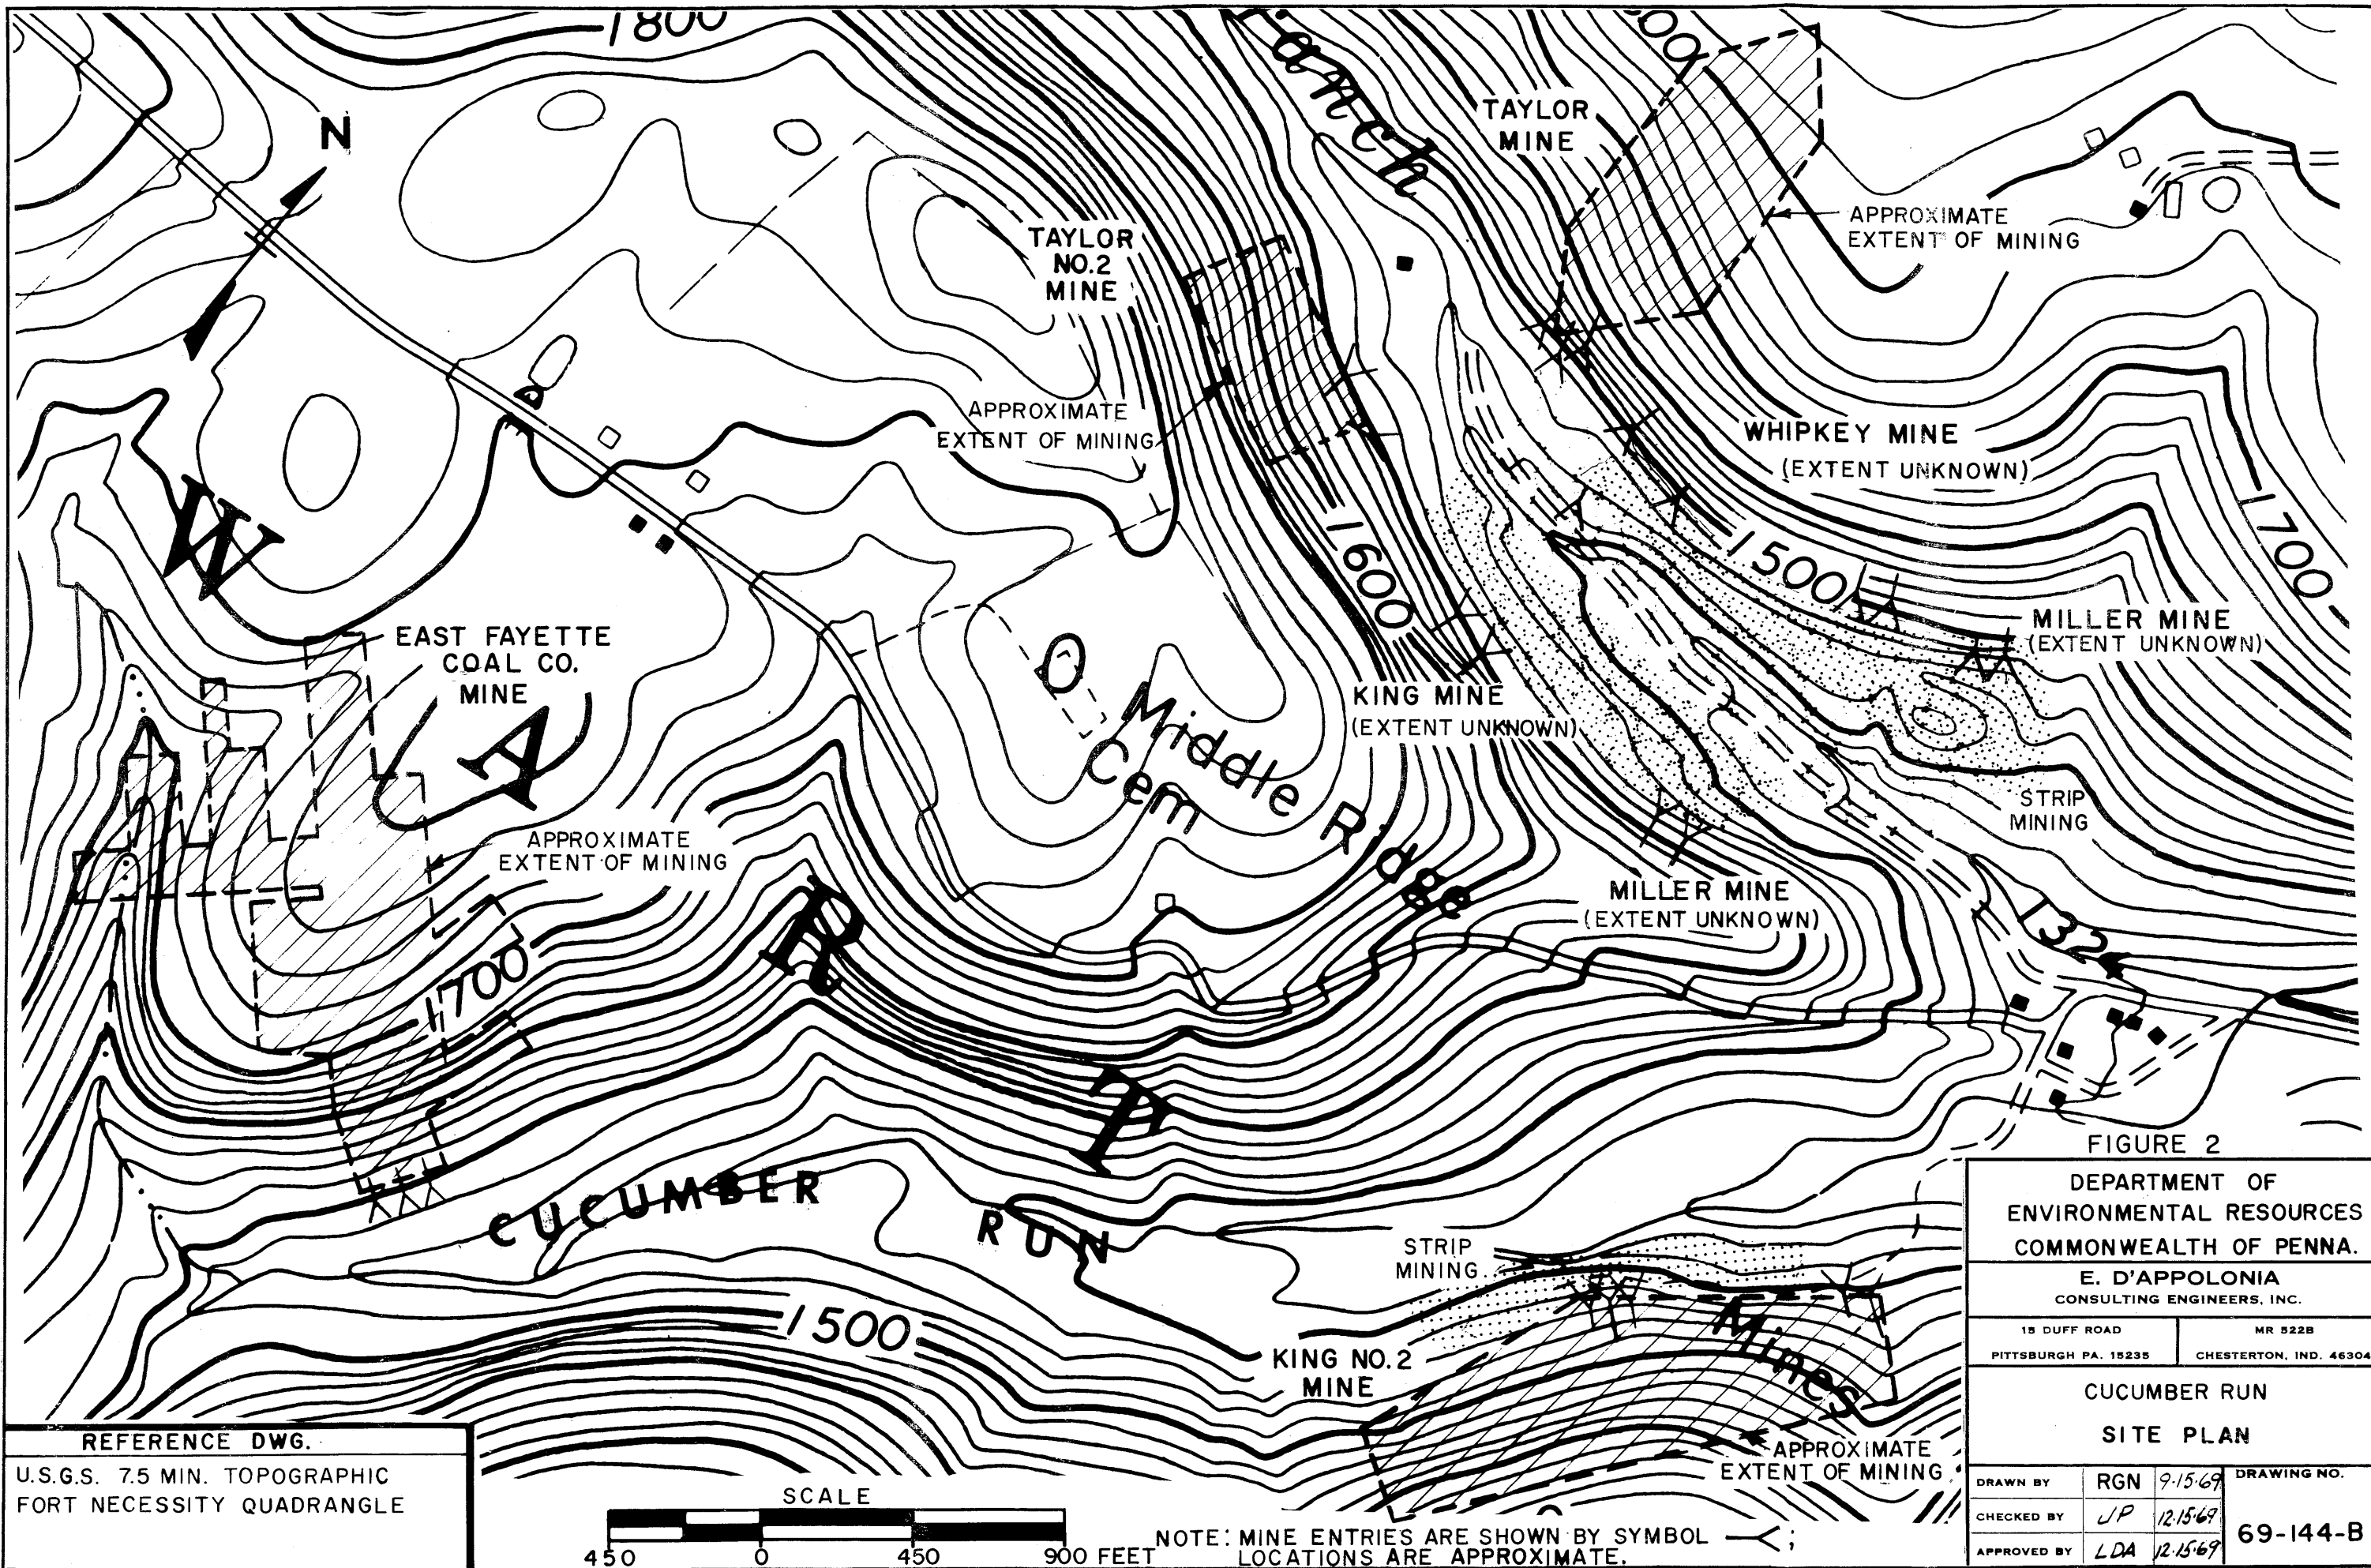 1800
ranch
TAYLOR
MINE
N
APPROXIMATE
EXTENT OF MINING
TAYLOR
NO.2
MINE
APPROXIMATE
EXTENT OF MINING
WHIPKEY MINE
(EXTENT UNKNOWN)
1700
1600
1500
MILLER MINE
(EXTENT UNKNOWN)
W
A
R
T
O
EAST FAYETTE
COAL CO.
MINE
KING MINE
(EXTENT UNKNOWN)
Middle Ridge
Cem
STRIP
MINING
APPROXIMATE
EXTENT OF MINING
MILLER MINE
(EXTENT UNKNOWN)
132
1700
CUCUMBER RUN
STRIP
MINING
1500
KING NO.2
MINE
Mines
APPROXIMATE
EXTENT OF MINING
FIGURE 2
DEPARTMENT OF
ENVIRONMENTAL RESOURCES
COMMONWEALTH OF PENNA.
E. D'APPOLONIA
CONSULTING ENGINEERS, INC.
15 DUFF ROAD
PITTSBURGH PA. 15235
MR 522B
CHESTERTON, IND. 46304
CUCUMBER RUN
SITE PLAN
DRAWN BY RGN 9-15-69
CHECKED BY JP 12-15-69
APPROVED BY LDA 12-15-69
DRAWING NO.
69-144-B
REFERENCE DWG.
U.S.G.S. 7.5 MIN. TOPOGRAPHIC
FORT NECESSITY QUADRANGLE
SCALE
450 0 450 900 FEET
NOTE: MINE ENTRIES ARE SHOWN BY SYMBOL ;
LOCATIONS ARE APPROXIMATE.